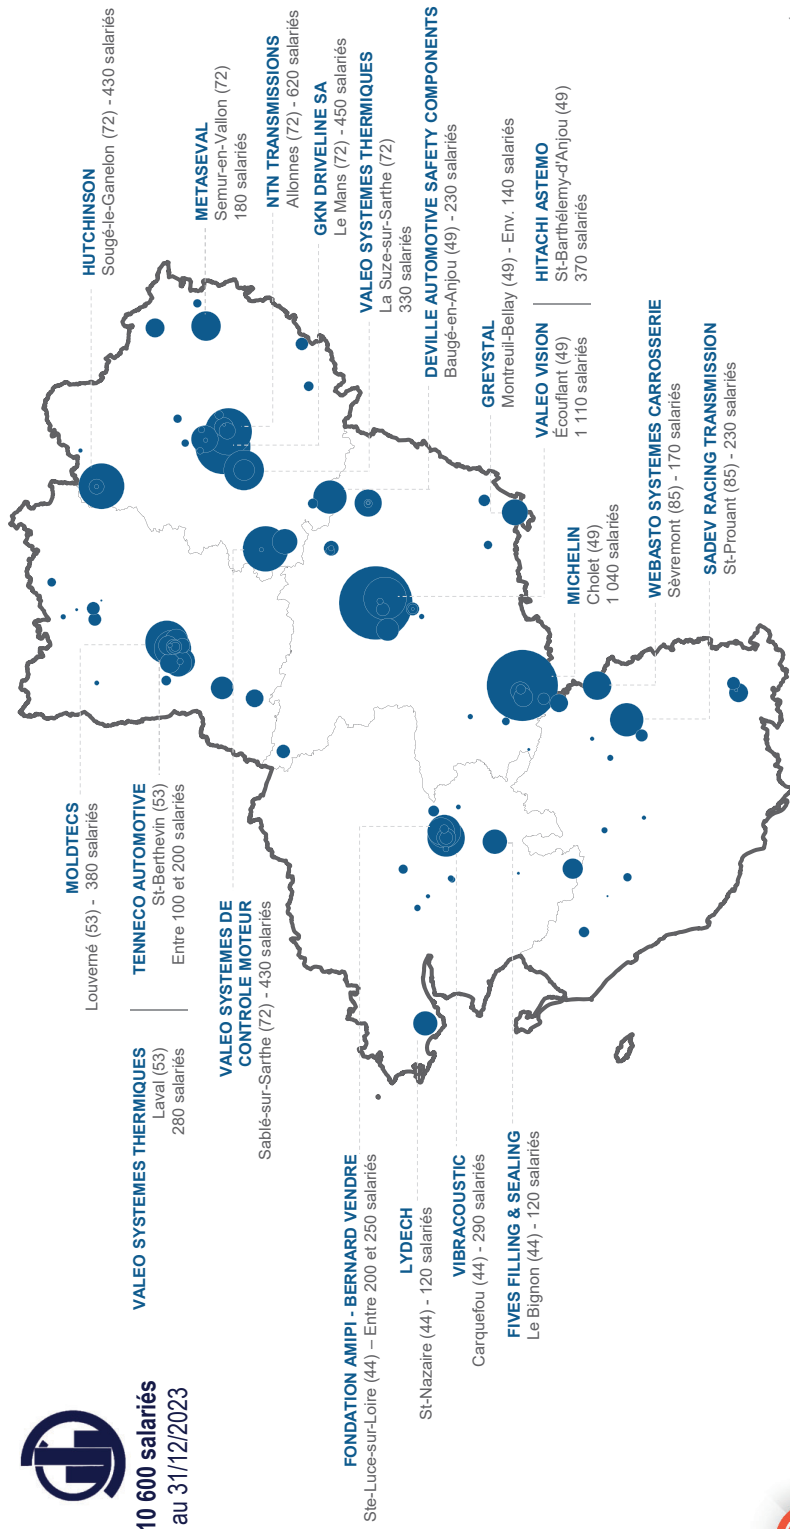 10 600 salariés
au 31/12/2023
VALEO SYSTEMES THERMIQUES
Laval (53)
280 salariés
MOLDTECS
Louverné (53) - 380 salariés
TENNECO AUTOMOTIVE
St-Berthevin (53)
Entre 100 et 200 salariés
VALEO SYSTEMES DE
CONTROLE MOTEUR
Sablé-sur-Sarthe (72) - 430 salariés
FONDATION AMIPI - BERNARD VENDRE
Ste-Luce-sur-Loire (44) – Entre 200 et 250 salariés
LYDECH
St-Nazaire (44) - 120 salariés
VIBRACOUSTIC
Carquefou (44) - 290 salariés
FIVES FILLING & SEALING
Le Bignon (44) - 120 salariés
HUTCHINSON
Sougé-le-Ganelon (72) - 430 salariés
METASEVAL
Semur-en-Vallon (72)
180 salariés
NTN TRANSMISSIONS
Allonnes (72) - 620 salariés
GKN DRIVELINE SA
Le Mans (72) - 450 salariés
VALEO SYSTEMES THERMIQUES
La Suze-sur-Sarthe (72)
330 salariés
DEVILLE AUTOMOTIVE SAFETY COMPONENTS
Baugé-en-Anjou (49) - 230 salariés
GREYSTAL
Montreuil-Bellay (49) - Env. 140 salariés
VALEO VISION
Écouflant (49)
1 110 salariés
HITACHI ASTEMO
St-Barthélemy-d'Anjou (49)
370 salariés
MICHELIN
Cholet (49)
1 040 salariés
WEBASTO SYSTEMES CARROSSERIE
Sèvremont (85) - 170 salariés
SADEV RACING TRANSMISSION
St-Prouant (85) - 230 salariés